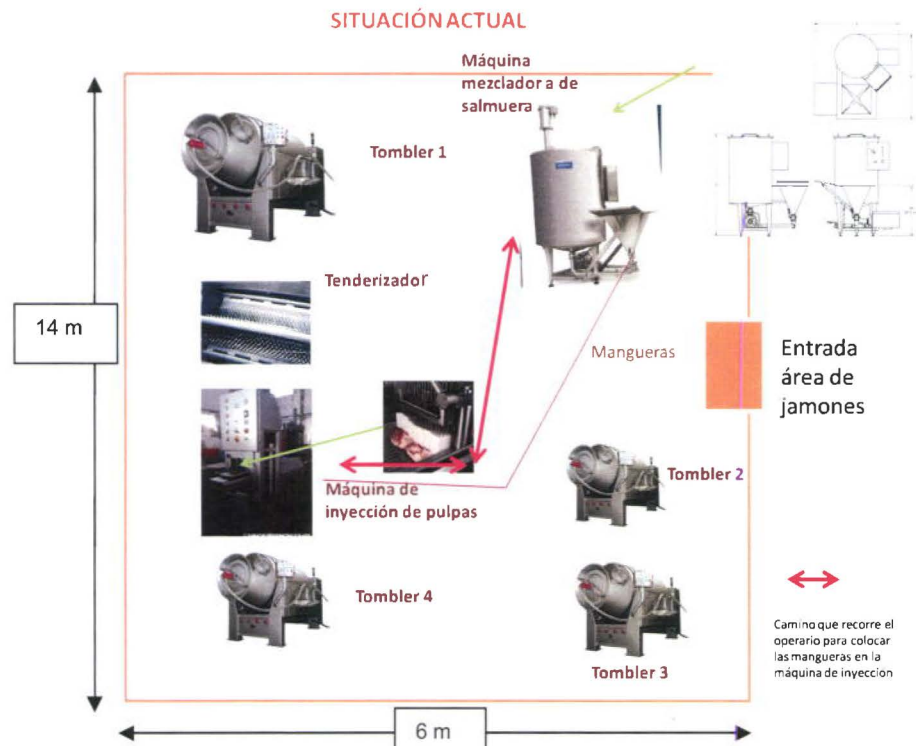 SITUACIÓN ACTUAL
Máquina
mezclador a de
salmuera
Tombler 1
Tenderizador
14 m
Mangueras
Entrada
área de
jamones
Tombler 2
Máquina de
inyección de pulpas
Tombler 4
Tombler 3
Camino que recorre el
operario para colocar
las mangueras en la
máquina de inyección
6 m